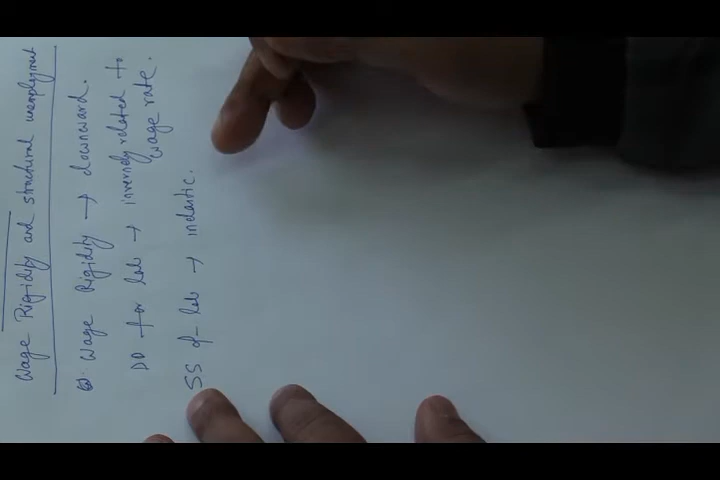 Wage Rigidity and structural unemployment
Wage Rigidity → downward.
DD for lab → inversely related to
wage rate.
SS of lab → inelastic.